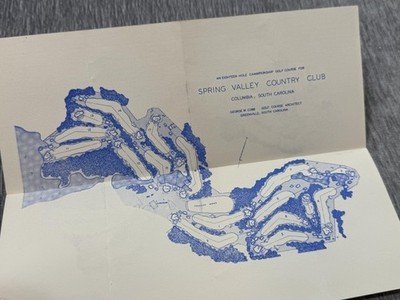 AN EIGHTEEN HOLE CHAMPIONSHIP GOLF COURSE FOR
SPRING VALLEY COUNTRY CLUB
COLUMBIA, SOUTH CAROLINA
GEORGE W. COBB GOLF COURSE ARCHITECT
GREENVILLE, SOUTH CAROLINA